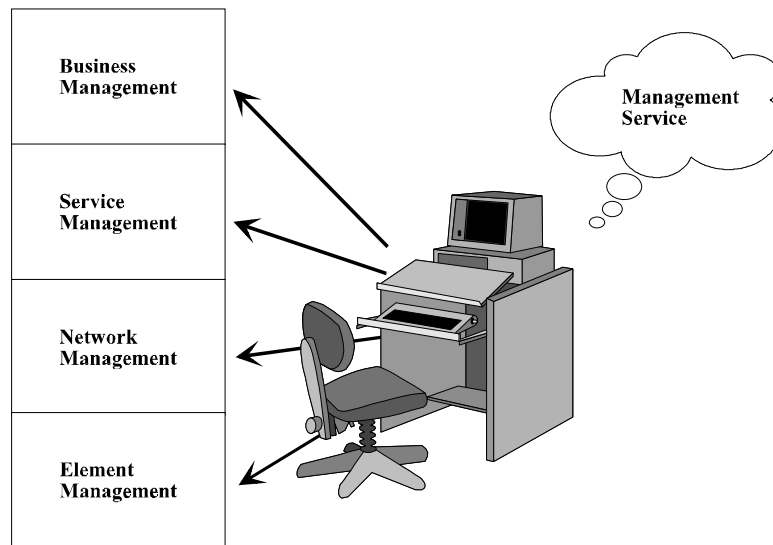 Business
Management
Service
Management
Network
Management
Element
Management
Management
Service